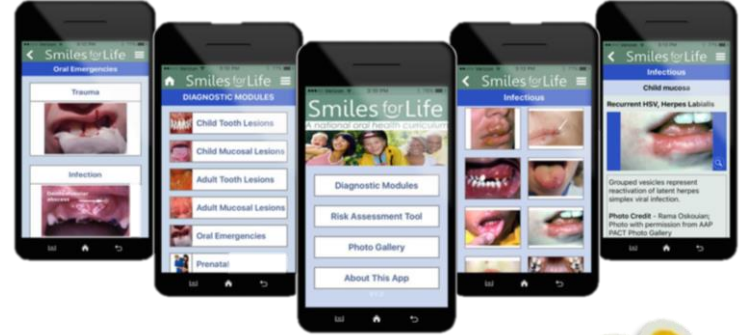 Smiles for Life
Oral Emergencies
Trauma
Infection
Smiles for Life
DIAGNOSTIC MODULES
Child Tooth Lesions
Child Mucosal Lesions
Adult Tooth Lesions
Adult Mucosal Lesions
Oral Emergencies
Prenatal
Smiles for Life
A national oral health curriculum
Diagnostic Modules
Risk Assessment Tool
Photo Gallery
About This App
Smiles for Life
Infectious
Smiles for Life
Infectious
Child mucosa
Recurrent HSV, Herpes Labialis
Grouped vesicles represent
reactivation of latent herpes
simplex viral infection.
Photo Credit - Rama Oskouian;
Photo with permission from AAP
PACT Photo Gallery